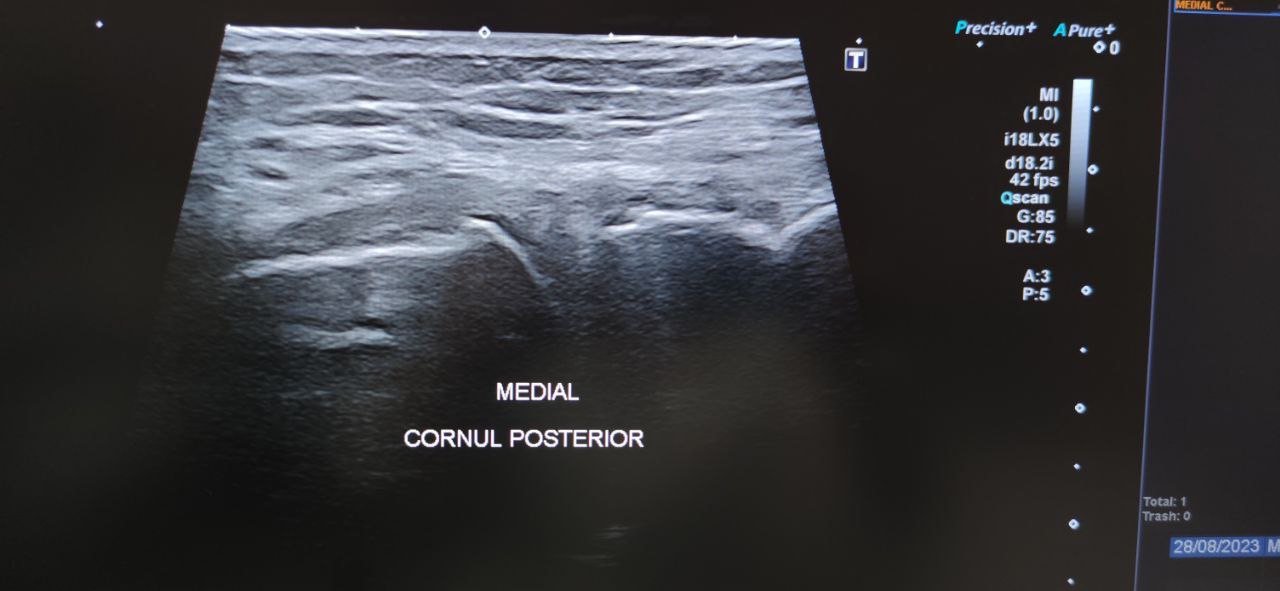 MEDIAL C...
Precision+ APure+
0
T
MI
(1.0)
i18LX5
d18.2i
42 fps
Qscan
G:85
DR:75
A:3
P:5
MEDIAL
CORNUL POSTERIOR
Total: 1
Trash: 0
28/08/2023 M